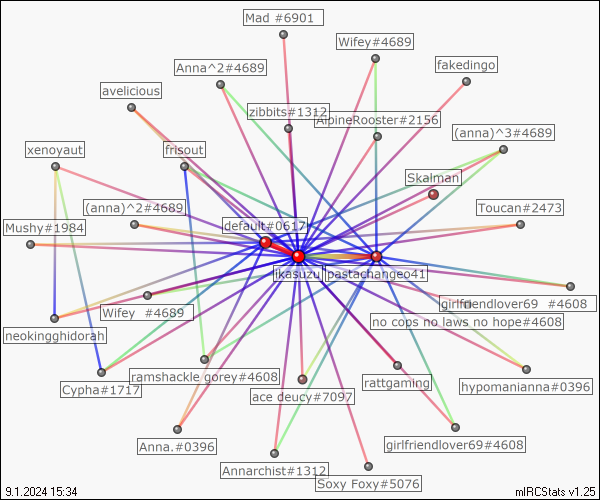 Mad #6901
Wifey#4689
Anna^2#4689
fakedingo
avelicious
zibbits#1312
AlpineRooster#2156
(anna)^3#4689
xenoyaut
frisout
Skalman
(anna)^2#4689
Toucan#2473
Mushy#1984
default#0617
ikasuzu
pastachangeo41
girlfriendlover69 #4608
Wifey #4689
no cops no laws no hope#4608
neokingghidorah
Cypha#1717
ramshackle gorey#4608
ace deucy#7097
rattgaming
hypomanianna#0396
Anna.#0396
girlfriendlover69#4608
Annarchist#1312
Soxy Foxy#5076
9.1.2024 15:34
mIRCStats v1.25